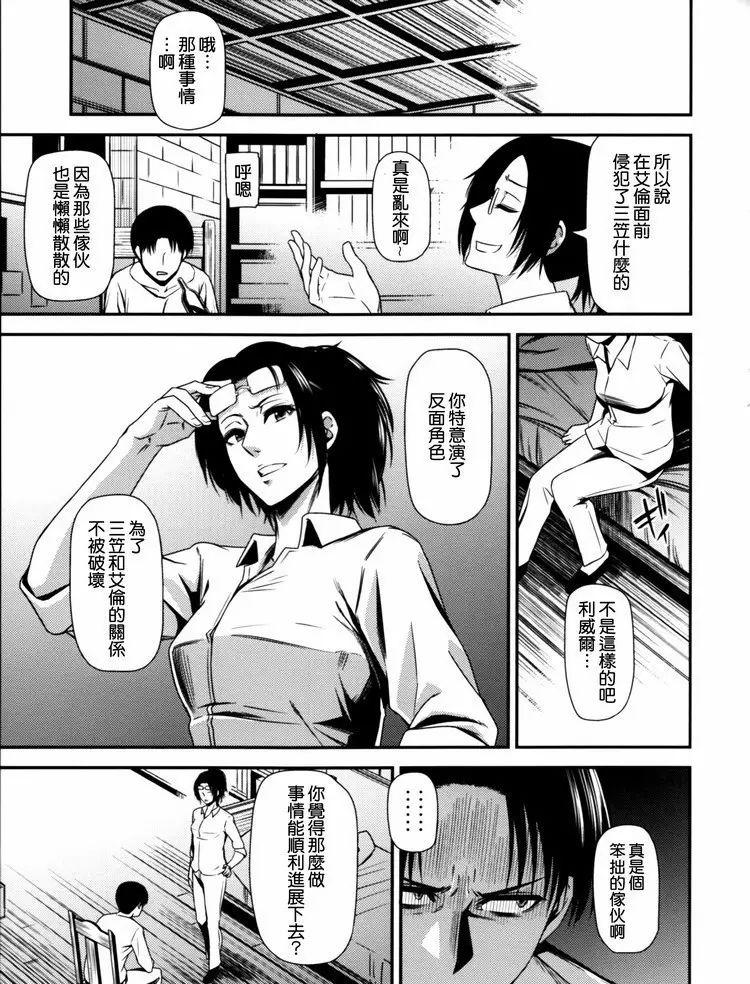 哦…
那種事情
…啊
所以說
在艾倫面前
侵犯了三笠什麼的
真是亂來啊~
呼嗯
因為那些傢伙
也是懶懶散散的
不是這樣的吧
利威爾…
你特意演了
反面角色
為了
三笠和艾倫的關係
不被破壞
真是個
笨拙的傢伙啊
……
你覺得那麼做
事情能順利進展下去？